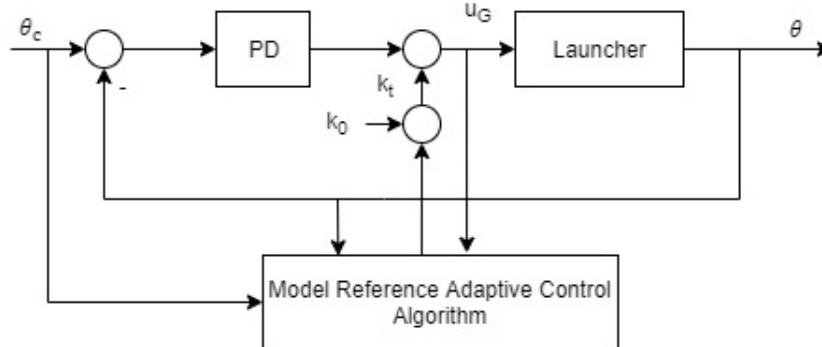 θc
PD
uG
Launcher
θ
-
kt
k0
Model Reference Adaptive Control
Algorithm